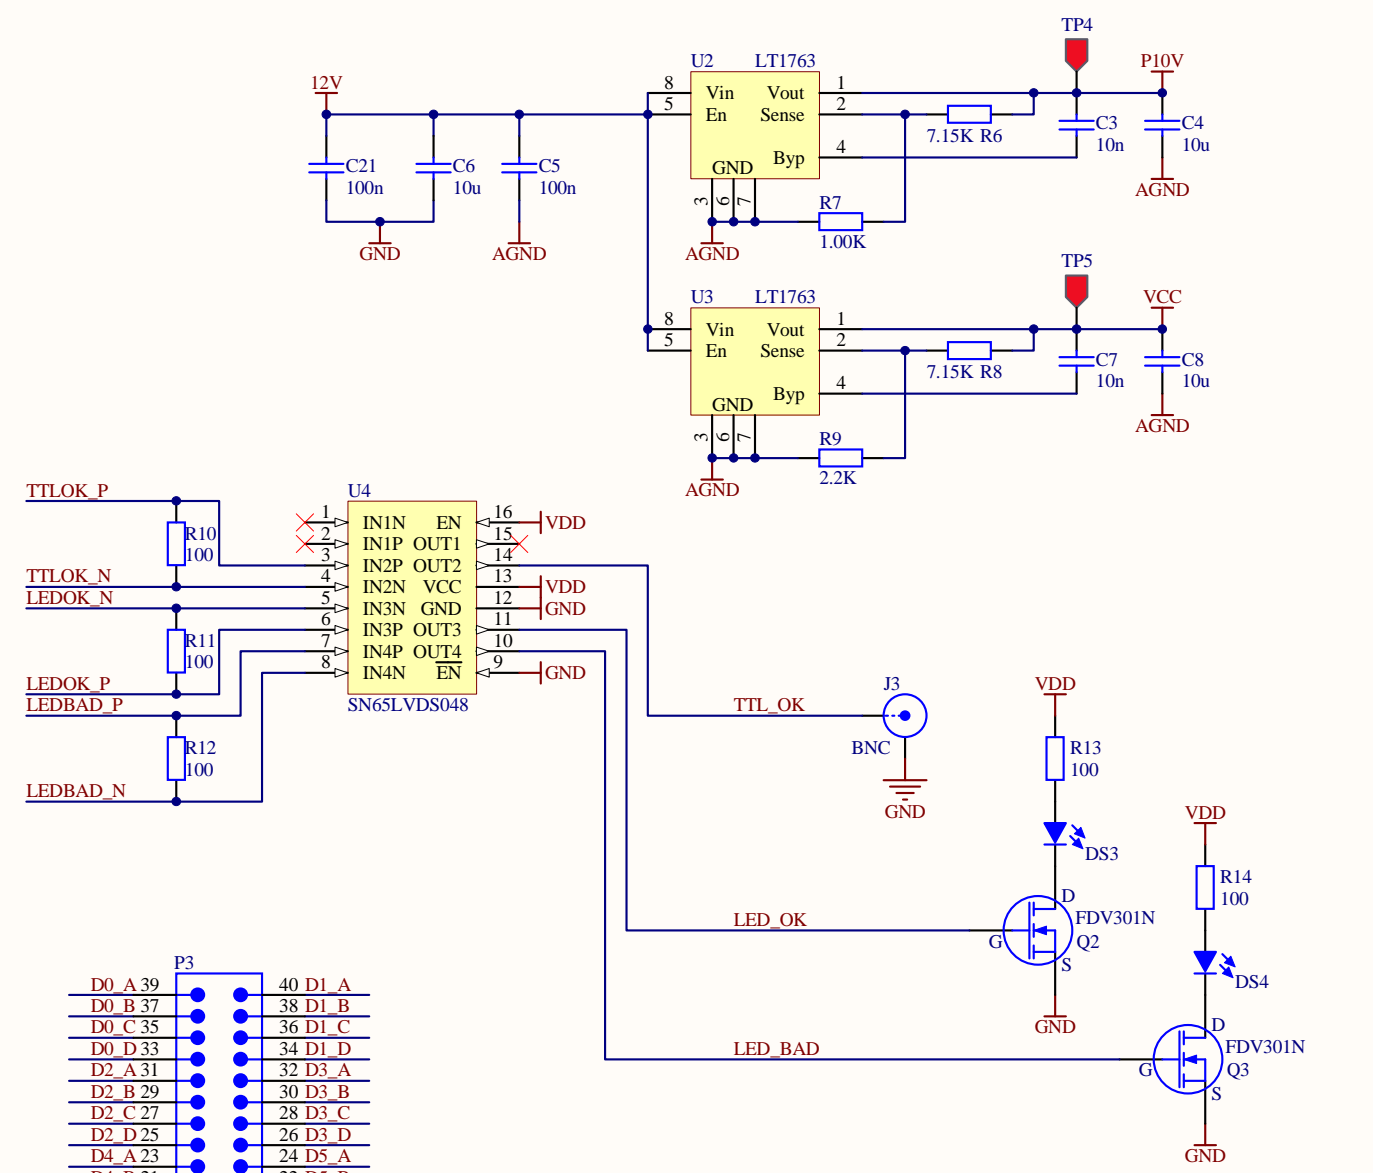 TP4
12V
U2 LT1763
P10V
8 Vin Vout 1
5 En Sense 2
7.15K R6
C3
10n
C4
10u
C21
100n
C6
10u
C5
100n
Byp 4
GND
3 6 7
AGND
R7
1.00K
GND
AGND
AGND
TP5
U3 LT1763
VCC
8 Vin Vout 1
5 En Sense 2
7.15K R8
C7
10n
C8
10u
Byp 4
GND
3 6 7
AGND
R9
2.2K
AGND
TTLOK_P
R10
100
TTLOK_N
LEDOK_N
R11
100
LEDOK_P
LEDBAD_P
R12
100
LEDBAD_N
U4
1 IN1N EN 16 VDD
2 IN1P OUT1 15
3 IN2P OUT2 14
4 IN2N VCC 13 VDD
5 IN3N GND 12 GND
6 IN3P OUT3 11
7 IN4P OUT4 10
8 IN4N EN 9 GND
SN65LVDS048
TTL_OK
J3
BNC
GND
VDD
R13
100
DS3
LED_OK
D
FDV301N
G Q2
S
GND
VDD
R14
100
DS4
LED_BAD
D
FDV301N
G Q3
S
GND
P3
D0_A 39 40 D1_A
D0_B 37 38 D1_B
D0_C 35 36 D1_C
D0_D 33 34 D1_D
D2_A 31 32 D3_A
D2_B 29 30 D3_B
D2_C 27 28 D3_C
D2_D 25 26 D3_D
D4_A 23 24 D5_A